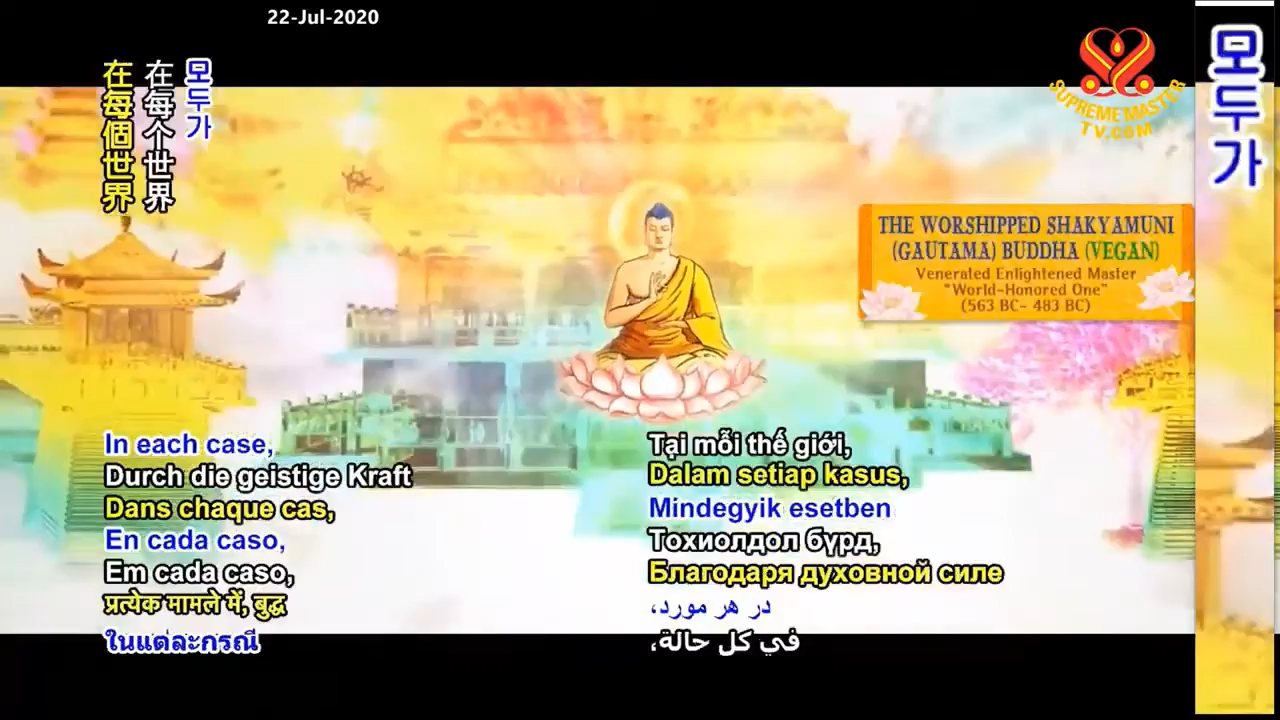 22-Jul-2020
모두가
在每个世界
在每個世界
SUPREME MASTER
TV.COM
모두가
THE WORSHIPPED SHAKYAMUNI
(GAUTAMA) BUDDHA (VEGAN)
Venerated Enlightened Master
"World-Honored One"
(563 BC- 483 BC)
In each case,
Durch die geistige Kraft
Dans chaque cas,
En cada caso,
Em cada caso,
प्रत्येक मामले में, बुद्ध
ในแต่ละกรณี
Tại mỗi thế giới,
Dalam setiap kasus,
Mindegyik esetben
Тохиолдол бүрд,
Благодаря духовной силе
در هر مورد،
في كل حالة،